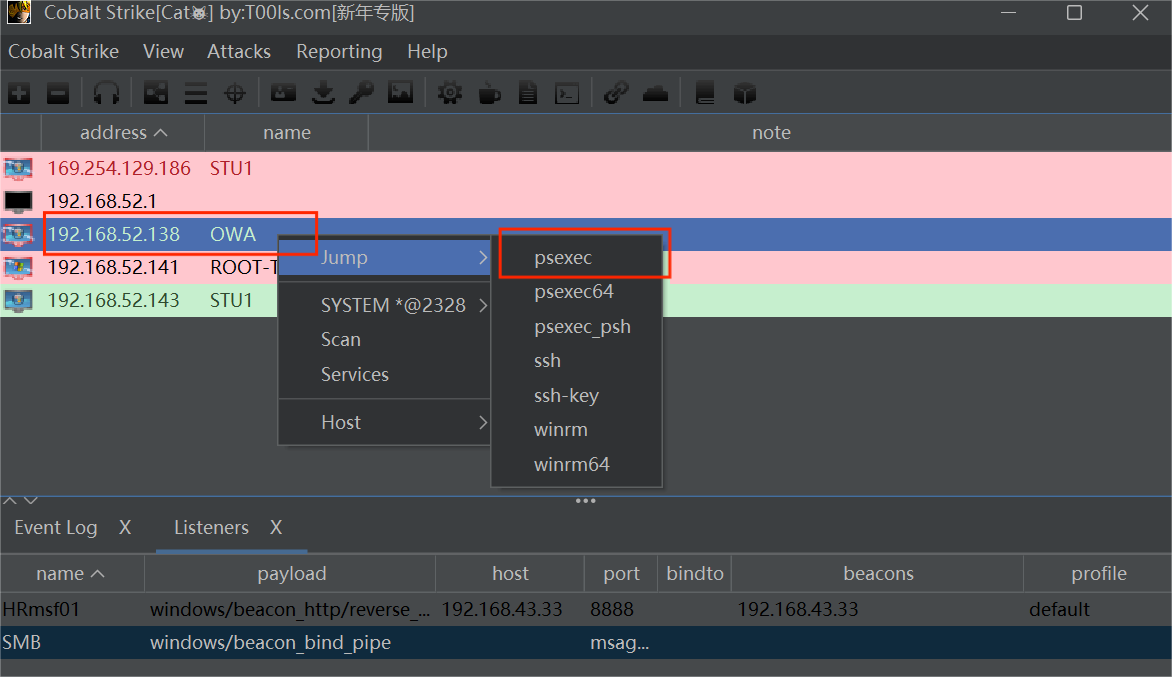 Cobalt Strike[Cat🐱] by:T00ls.com[新年专版]
Cobalt Strike View Attacks Reporting Help
address name note
169.254.129.186 STU1
192.168.52.1
192.168.52.138 OWA
192.168.52.141 ROOT-T
192.168.52.143 STU1
Jump
SYSTEM *@2328
Scan
Services
Host
psexec
psexec64
psexec_psh
ssh
ssh-key
winrm
winrm64
Event Log X Listeners X
name payload host port bindto beacons profile
HRmsf01 windows/beacon_http/reverse_... 192.168.43.33 8888 192.168.43.33 default
SMB windows/beacon_bind_pipe msag...